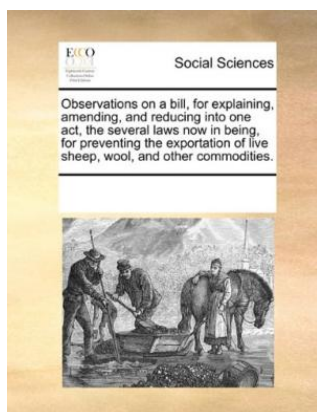 ECCO
Social Sciences
Observations on a bill, for explaining,
amending, and reducing into one
act, the several laws now in being,
for preventing the exportation of live
sheep, wool, and other commodities.